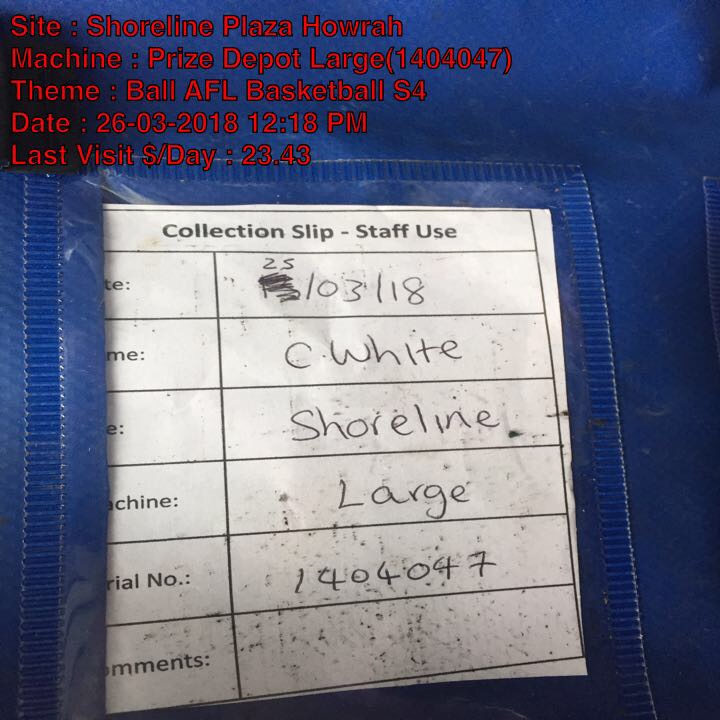 Site : Shoreline Plaza Howrah
Machine : Prize Depot Large(1404047)
Theme : Ball AFL Basketball S4
Date : 26-03-2018 12:18 PM
Last Visit $/Day : 23.43
Collection Slip - Staff Use
te: 25/03/18
me: C. White
e: Shoreline
achine: Large
rial No.: 1404047
omments: